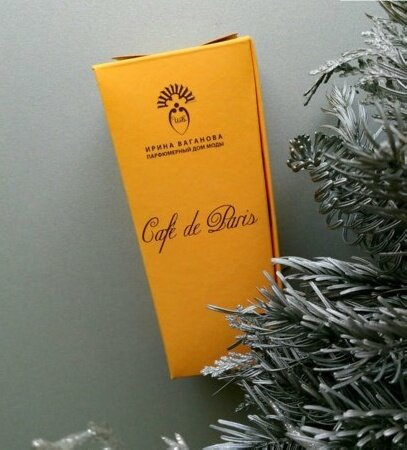 ИРИНА ВАГАНОВА
ПАРФЮМЕРНЫЙ ДОМ МОДЫ
Café de Paris